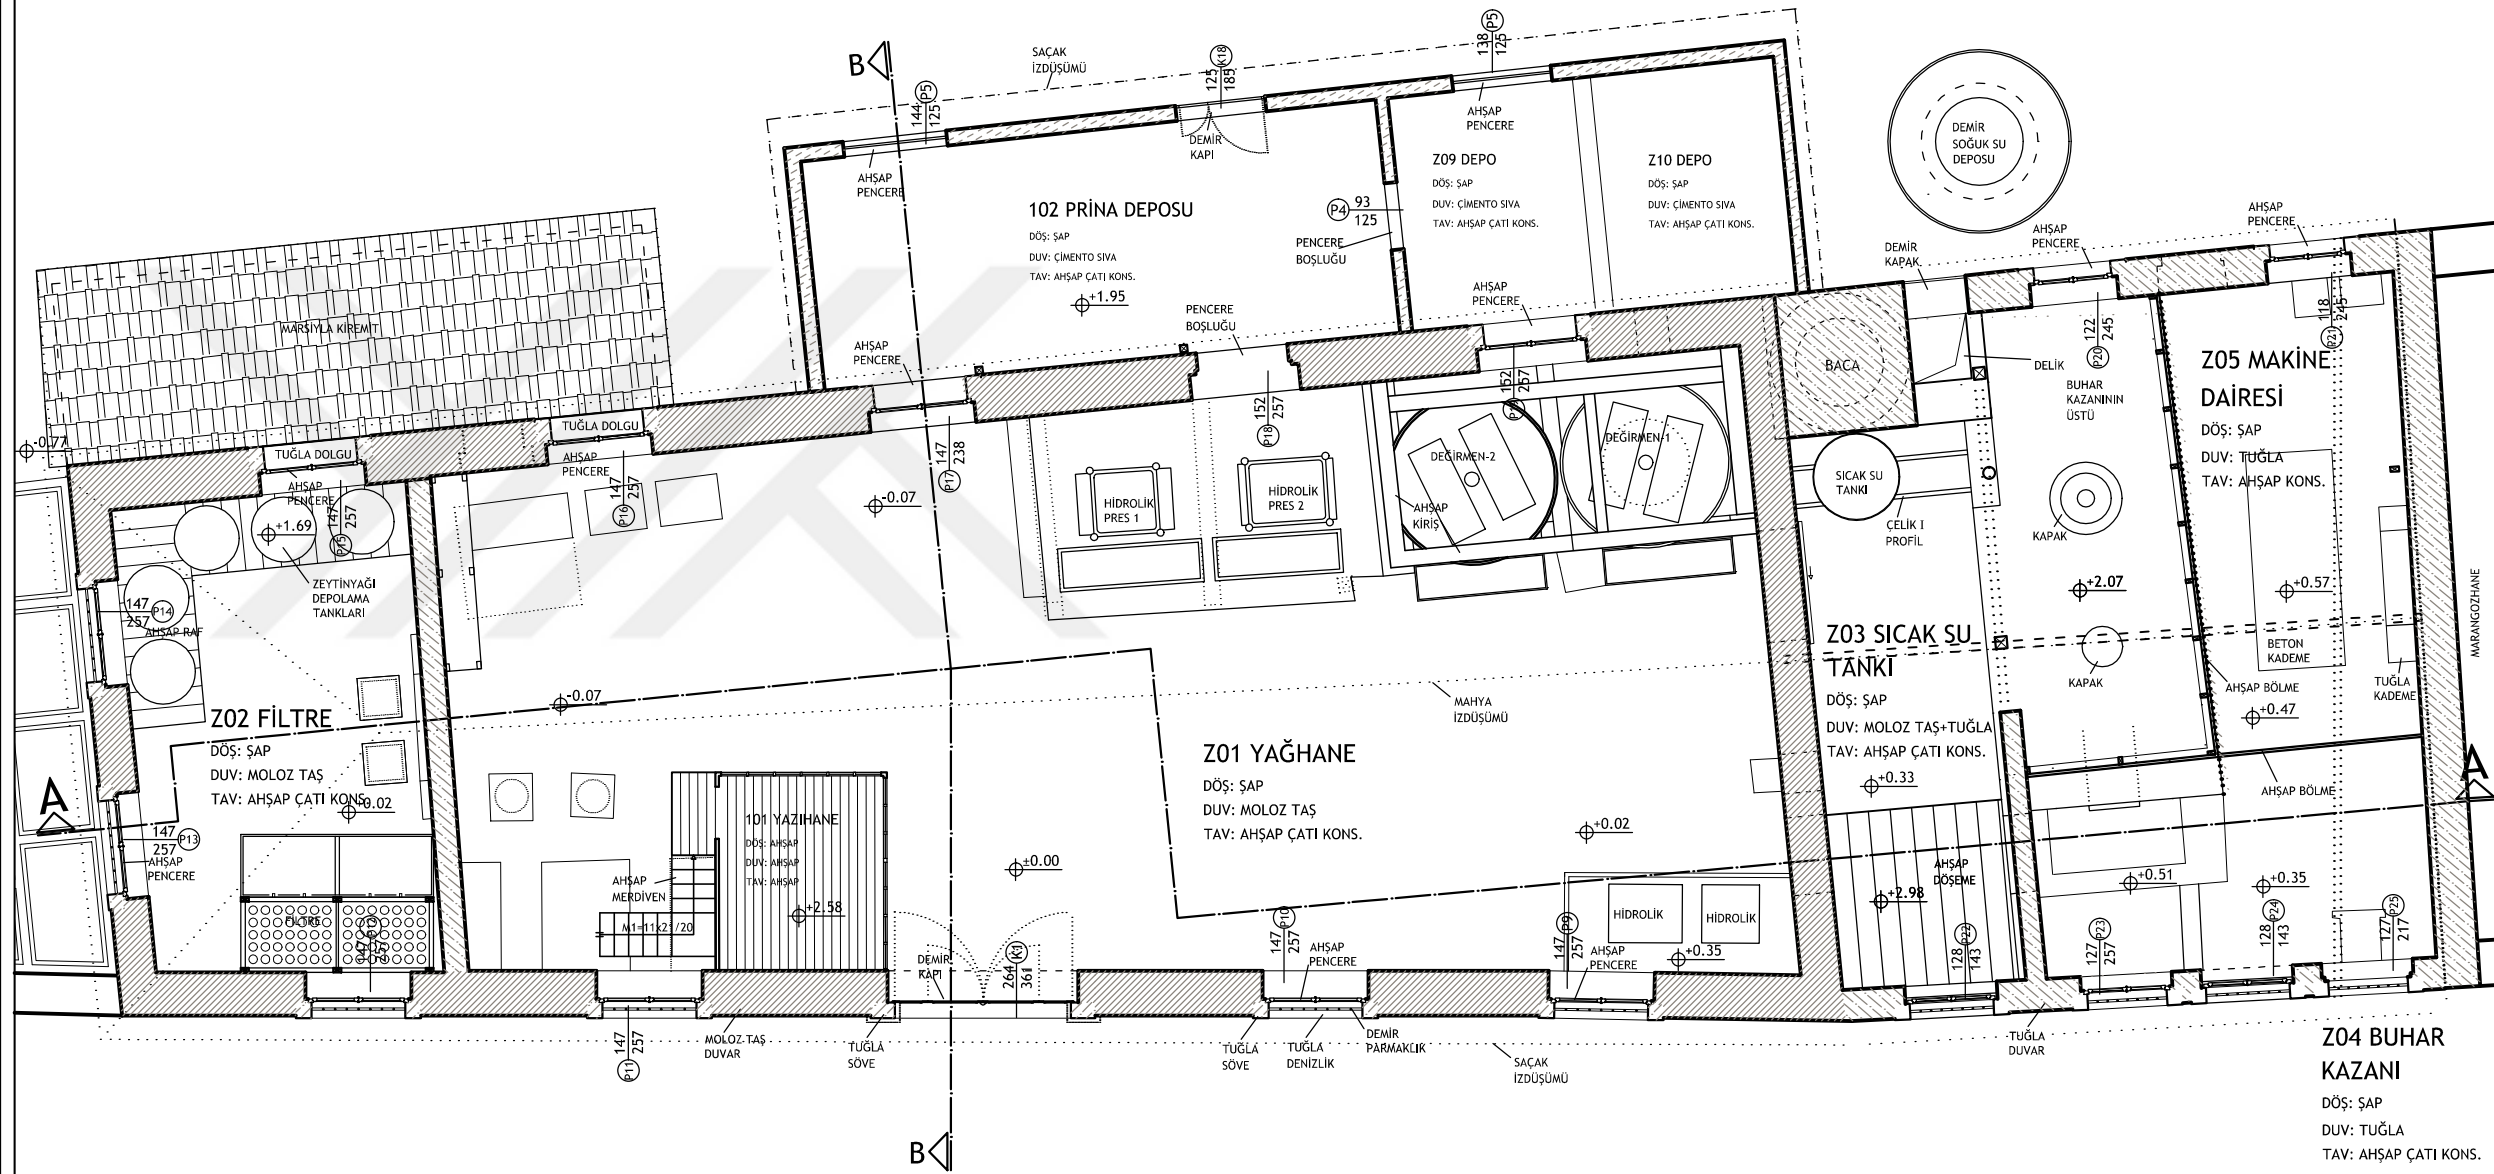 B
SAÇAK
İZDÜŞÜMÜ
144
125
P5
125
185
K18
138
125
P5
AHŞAP
PENCERE
DEMİR
KAPI
AHŞAP
PENCERE
DEMİR
SOĞUK SU
DEPOSU
102 PRİNA DEPOSU
DÖŞ: ŞAP
DUV: ÇİMENTO SIVA
TAV: AHŞAP ÇATI KONS.
+1.95
Z09 DEPO
DÖŞ: ŞAP
DUV: ÇİMENTO SIVA
TAV: AHŞAP ÇATI KONS.
Z10 DEPO
DÖŞ: ŞAP
DUV: ÇİMENTO SIVA
TAV: AHŞAP ÇATI KONS.
P4
93
125
PENCERE
BOŞLUĞU
DEMİR
KAPAK
AHŞAP
PENCERE
AHŞAP
PENCERE
MARSİYLA KİREMİT
AHŞAP
PENCERE
PENCERE
BOŞLUĞU
AHŞAP
PENCERE
BACA
DELİK
122
245
P20
118
245
P21
BUHAR
KAZANININ
ÜSTÜ
Z05 MAKİNE
DAİRESİ
DÖŞ: ŞAP
DUV: TUĞLA
TAV: AHŞAP KONS.
-0.77
TUĞLA DOLGU
TUĞLA DOLGU
AHŞAP
PENCERE
AHŞAP
PENCERE
147
257
P15
147
257
P16
147
238
P17
152
257
P18
152
257
-0.07
+1.69
HİDROLİK
PRES 1
HİDROLİK
PRES 2
DEĞİRMEN-2
DEĞİRMEN-1
AHŞAP
KİRİŞ
SICAK SU
TANKI
ÇELİK I
PROFİL
KAPAK
ZEYTİNYAĞI
DEPOLAMA
TANKLARI
147
257
P14
AHŞAP RAF
+2.07
+0.57
MARANGOZHANE
-0.07
Z02 FİLTRE
DÖŞ: ŞAP
DUV: MOLOZ TAŞ
TAV: AHŞAP ÇATI KONS.
+0.02
MAHYA
İZDÜŞÜMÜ
Z03 SICAK SU
TANKI
DÖŞ: ŞAP
DUV: MOLOZ TAŞ+TUĞLA
TAV: AHŞAP ÇATI KONS.
+0.33
KAPAK
BETON
KADEME
AHŞAP BÖLME
+0.47
TUĞLA
KADEME
Z01 YAĞHANE
DÖŞ: ŞAP
DUV: MOLOZ TAŞ
TAV: AHŞAP ÇATI KONS.
A
A
147
257
P13
AHŞAP
PENCERE
101 YAZIHANE
DÖŞ: AHŞAP
DUV: AHŞAP
TAV: AHŞAP
+2.58
AHŞAP
MERDİVEN
M1=11x21/20
±0.00
+0.02
AHŞAP BÖLME
AHŞAP
DÖŞEME
+2.98
+0.51
+0.35
FİLTRE
147
257
P12
DEMİR
KAPI
264
361
K1
147
257
P10
AHŞAP
PENCERE
147
257
P9
AHŞAP
PENCERE
HİDROLİK
HİDROLİK
+0.35
128
143
P22
127
257
P23
128
143
P24
127
217
P25
147
257
P11
MOLOZ TAŞ
DUVAR
TUĞLA
SÖVE
TUĞLA
SÖVE
TUĞLA
DENİZLİK
DEMİR
PARMAKLIK
SAÇAK
İZDÜŞÜMÜ
TUĞLA
DUVAR
Z04 BUHAR
KAZANI
DÖŞ: ŞAP
DUV: TUĞLA
TAV: AHŞAP ÇATI KONS.
B